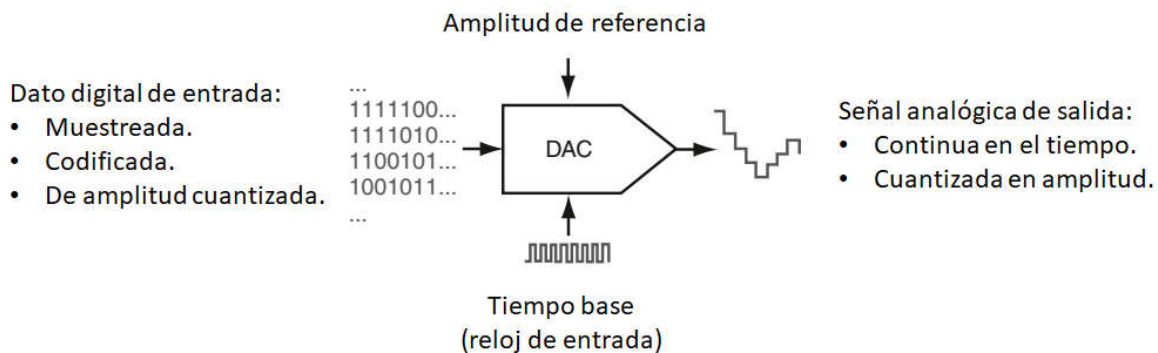 Amplitud de referencia
Dato digital de entrada:
• Muestreada.
• Codificada.
• De amplitud cuantizada.
...
1111100...
1111010...
1100101...
1001011...
...
DAC
Señal analógica de salida:
• Continua en el tiempo.
• Cuantizada en amplitud.
Tiempo base
(reloj de entrada)